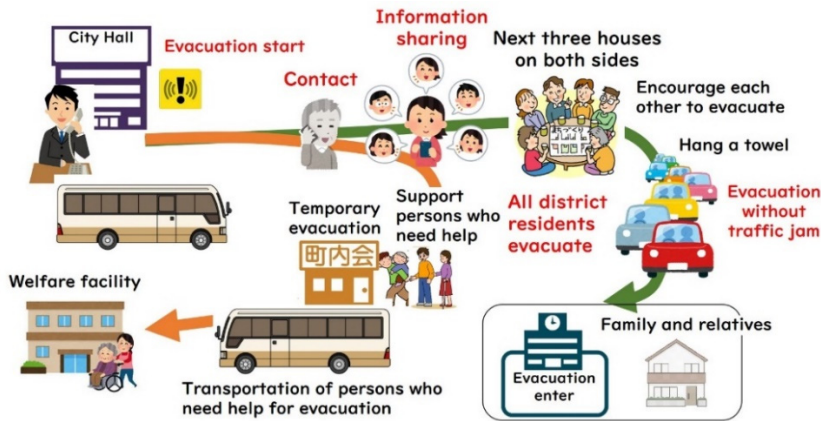 City Hall
Evacuation start
Contact
Information
sharing
Next three houses
on both sides
Encourage each
other to evacuate
Hang a towel
Evacuation
without
traffic jam
All district
residents
evacuate
Support
persons who
need help
Temporary
evacuation
町内会
Welfare facility
Transportation of persons who
need help for evacuation
Family and relatives
Evacuation
enter